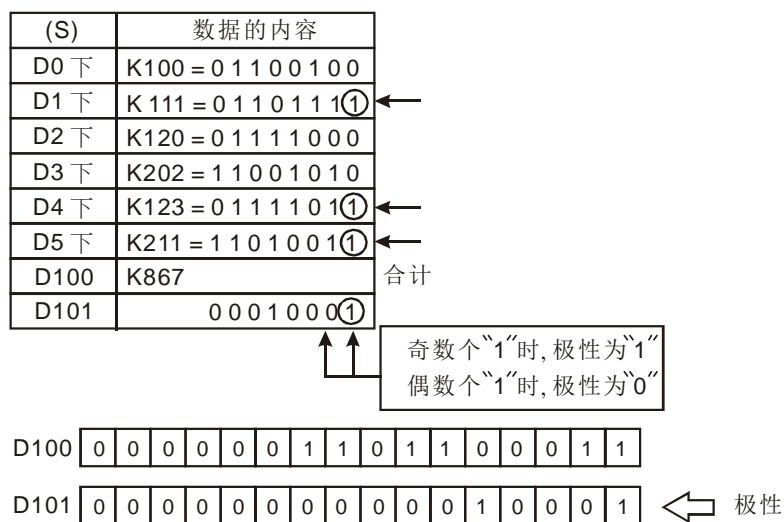 (S) 数据的内容
D0 下 K100 = 0 1 1 0 0 1 0 0
D1 下 K 111 = 0 1 1 0 1 1 1 1
D2 下 K120 = 0 1 1 1 1 0 0 0
D3 下 K202 = 1 1 0 0 1 0 1 0
D4 下 K123 = 0 1 1 1 1 0 1 1
D5 下 K211 = 1 1 0 1 0 0 1 1
D100 K867 合计
D101 0 0 0 1 0 0 0 1
奇数个"1"时, 极性为"1"
偶数个"1"时, 极性为"0"
D100 0 0 0 0 0 0 1 1 0 1 1 0 0 0 1 1
D101 0 0 0 0 0 0 0 0 0 0 0 1 0 0 0 1 极性